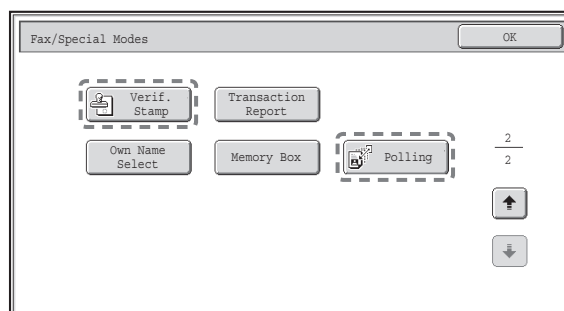 Fax/Special Modes
OK
Verif.
Stamp
Transaction
Report
Own Name
Select
Memory Box
Polling
2
2